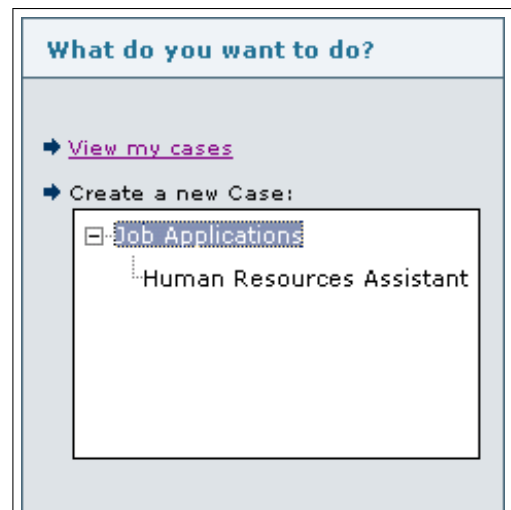 What do you want to do?
View my cases
Create a new Case:
Job Applications
Human Resources Assistant